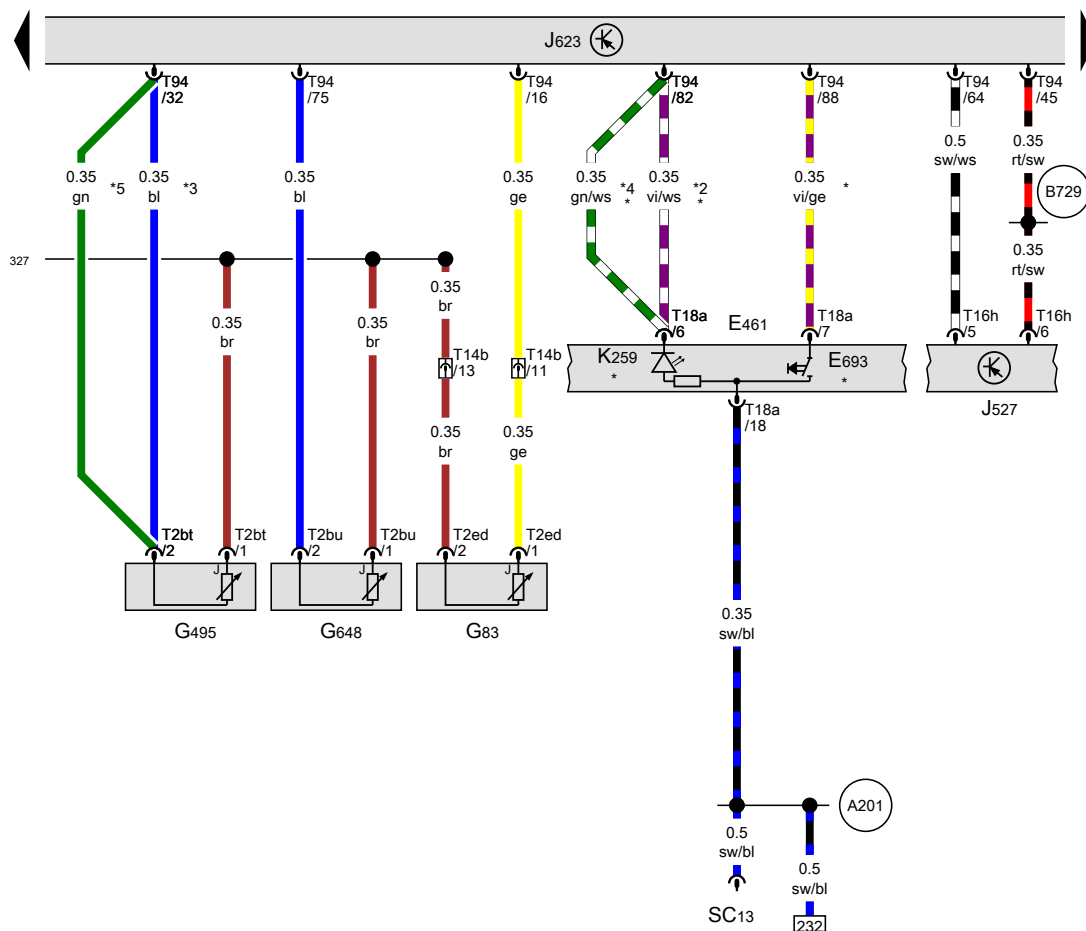 J623
T94
/32
T94
/75
T94
/16
T94
/82
T94
/88
T94
/64
T94
/45
0.35
gn
*5
0.35
bl
*3
0.35
bl
0.35
ge
0.35
gn/ws
*4
*
0.35
vi/ws
*2
*
0.35
vi/ge
*
0.5
sw/ws
0.35
rt/sw
B729
327
0.35
br
0.35
br
0.35
br
0.35
rt/sw
T18a
/6
E461
T18a
/7
T16h
/5
T16h
/6
T14b
/13
T14b
/11
K259
*
E693
*
J527
T18a
/18
0.35
br
0.35
ge
T2bt
/2
T2bt
/1
T2bu
/2
T2bu
/1
T2ed
/2
T2ed
/1
J
J
J
G495
G648
G83
0.35
sw/bl
A201
0.5
sw/bl
0.5
sw/bl
SC13
232